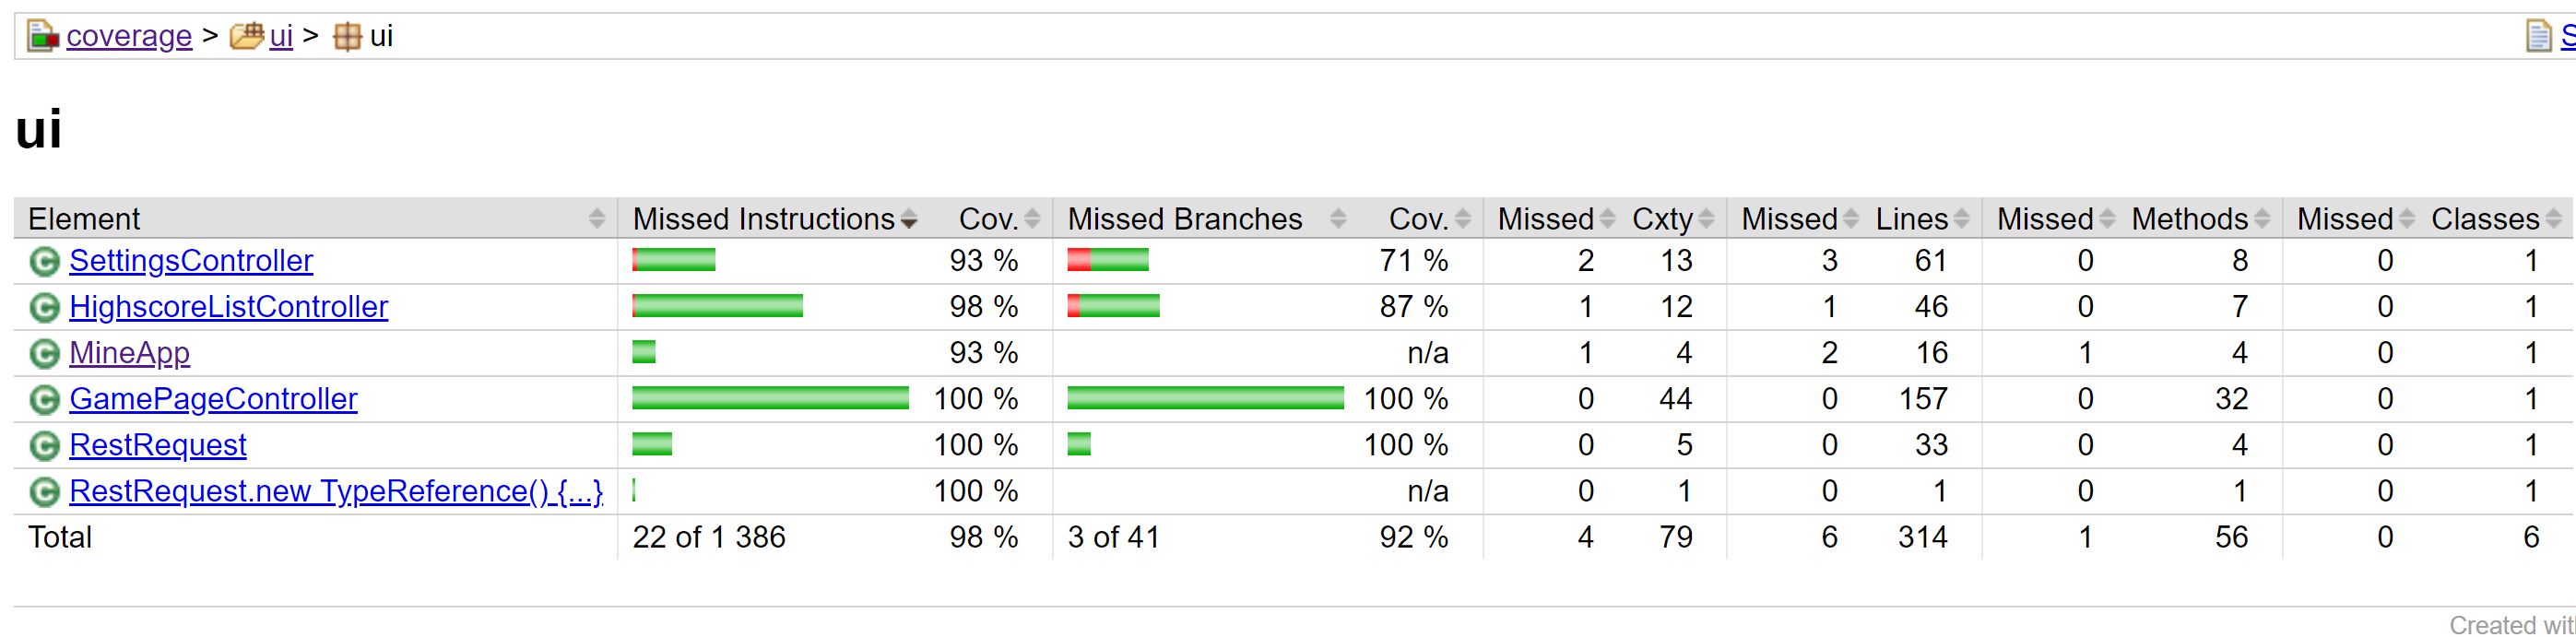 coverage > ui > ui S
ui
Element Missed Instructions Cov. Missed Branches Cov. Missed Cxty Missed Lines Missed Methods Missed Classes
SettingsController 93 % 71 % 2 13 3 61 0 8 0 1
HighscoreListController 98 % 87 % 1 12 1 46 0 7 0 1
MineApp 93 % n/a 1 4 2 16 1 4 0 1
GamePageController 100 % 100 % 0 44 0 157 0 32 0 1
RestRequest 100 % 100 % 0 5 0 33 0 4 0 1
RestRequest.new TypeReference() {...} 100 % n/a 0 1 0 1 0 1 0 1
Total 22 of 1 386 98 % 3 of 41 92 % 4 79 6 314 1 56 0 6
Created wit